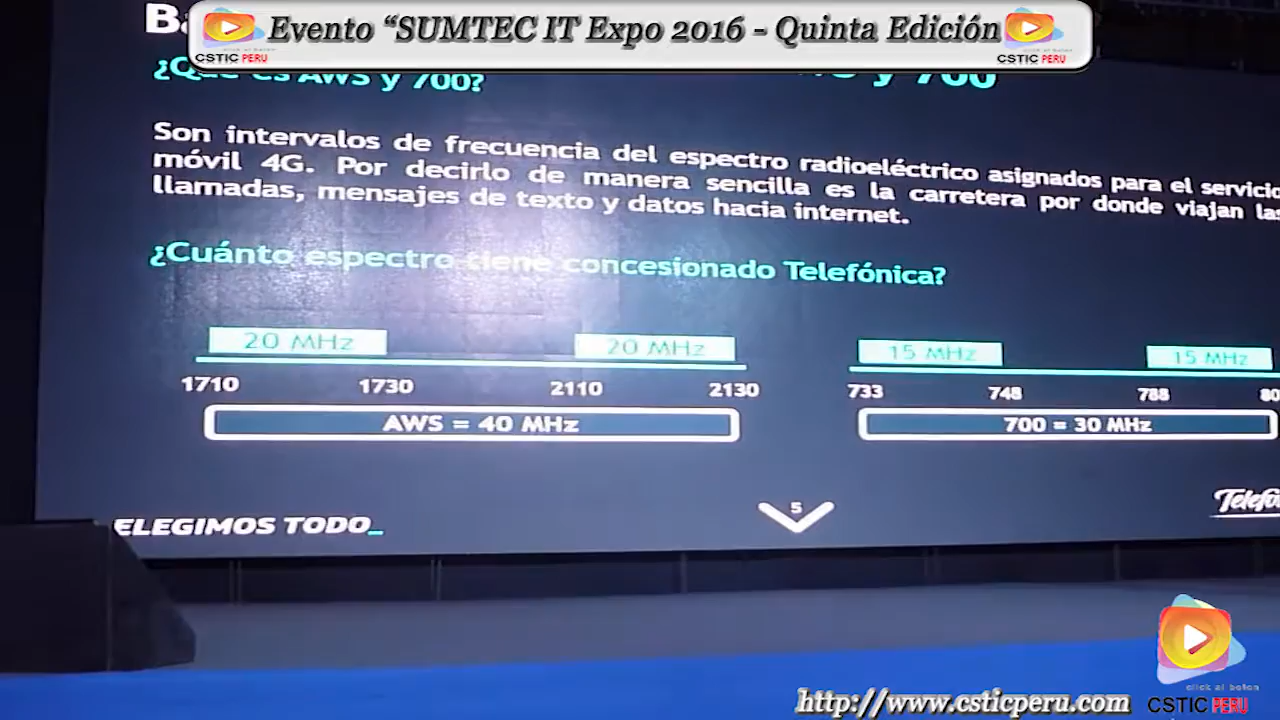 Evento “SUMTEC IT Expo 2016 - Quinta Edición
CSTIC PERU
CSTIC PERU
¿Qué es AWS y 700?
y 700
Son intervalos de frecuencia del espectro radioeléctrico asignados para el servicio
móvil 4G. Por decirlo de manera sencilla es la carretera por donde viajan las
llamadas, mensajes de texto y datos hacia internet.
¿Cuánto espectro tiene concesionado Telefónica?
20 MHz 20 MHz 15 MHz 15 MHz
1710 1730 2110 2130 733 748 788
AWS = 40 MHz 700 = 30 MHz
ELEGIMOS TODO_
5
click al boton
http://www.csticperu.com
CSTIC PERU